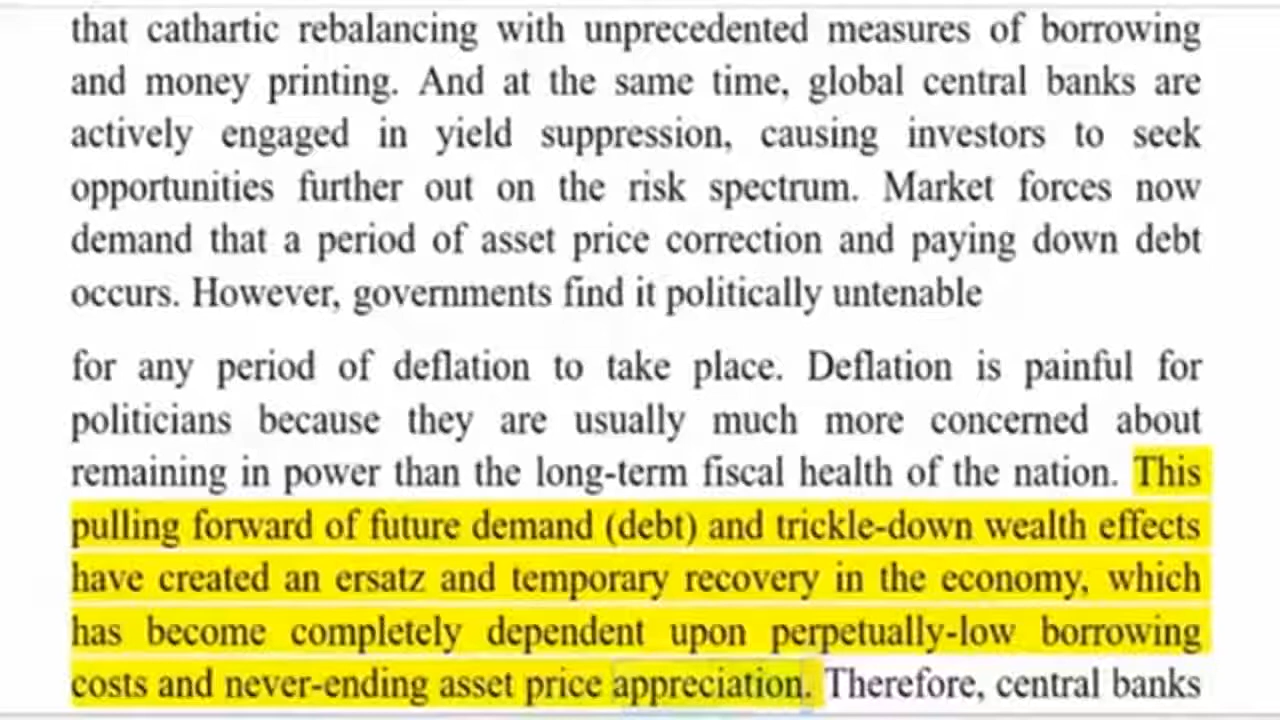 that cathartic rebalancing with unprecedented measures of borrowing
and money printing. And at the same time, global central banks are
actively engaged in yield suppression, causing investors to seek
opportunities further out on the risk spectrum. Market forces now
demand that a period of asset price correction and paying down debt
occurs. However, governments find it politically untenable
for any period of deflation to take place. Deflation is painful for
politicians because they are usually much more concerned about
remaining in power than the long-term fiscal health of the nation. This
pulling forward of future demand (debt) and trickle-down wealth effects
have created an ersatz and temporary recovery in the economy, which
has become completely dependent upon perpetually-low borrowing
costs and never-ending asset price appreciation. Therefore, central banks